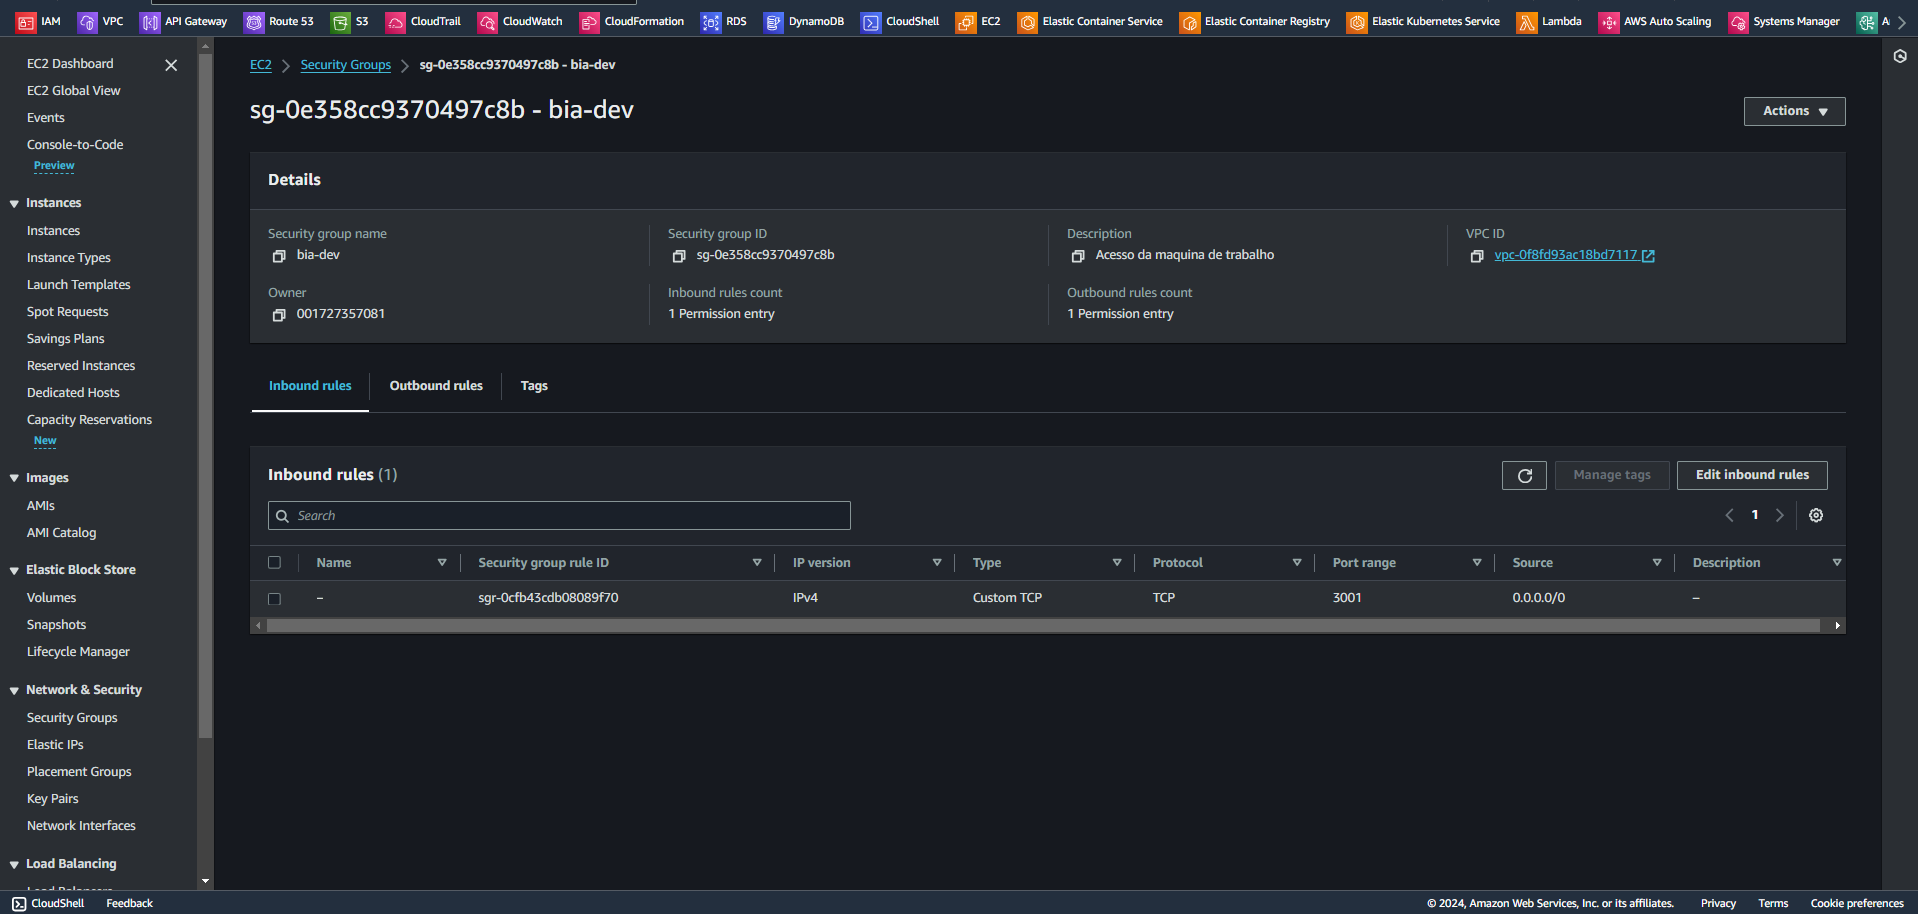 IAM VPC API Gateway Route 53 S3 CloudTrail CloudWatch CloudFormation RDS DynamoDB CloudShell EC2 Elastic Container Service Elastic Container Registry Elastic Kubernetes Service Lambda AWS Auto Scaling Systems Manager
EC2 Dashboard
EC2 Global View
Events
Console-to-Code
Preview
Instances
Instances
Instance Types
Launch Templates
Spot Requests
Savings Plans
Reserved Instances
Dedicated Hosts
Capacity Reservations
New
Images
AMIs
AMI Catalog
Elastic Block Store
Volumes
Snapshots
Lifecycle Manager
Network & Security
Security Groups
Elastic IPs
Placement Groups
Key Pairs
Network Interfaces
Load Balancing
Load Balancers
EC2 Security Groups sg-0e358cc9370497c8b - bia-dev
sg-0e358cc9370497c8b - bia-dev
Actions
Details
Security group name
bia-dev
Security group ID
sg-0e358cc9370497c8b
Description
Acesso da maquina de trabalho
VPC ID
vpc-0f8fd93ac18bd7117
Owner
001727357081
Inbound rules count
1 Permission entry
Outbound rules count
1 Permission entry
Inbound rules Outbound rules Tags
Inbound rules (1)
Manage tags Edit inbound rules
Search
1
Name Security group rule ID IP version Type Protocol Port range Source Description
– sgr-0cfb43cdb08089f70 IPv4 Custom TCP TCP 3001 0.0.0.0/0 –
CloudShell Feedback © 2024, Amazon Web Services, Inc. or its affiliates. Privacy Terms Cookie preferences